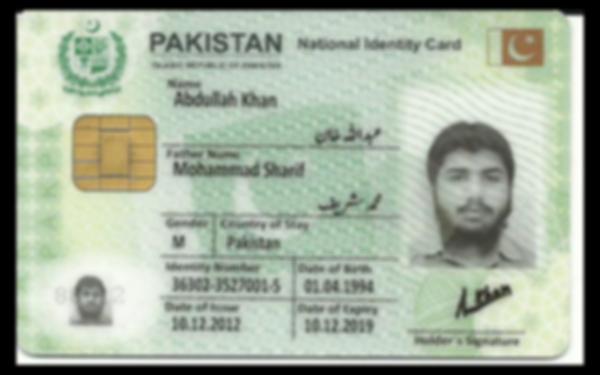 PAKISTAN National Identity Card
ISLAMIC REPUBLIC OF PAKISTAN
Name
Abdullah Khan
عبداللہ خان
Father Name
Mohammad Sharif
محمد شریف
Gender Country of Stay
M Pakistan
Identity Number Date of Birth
36302-3527001-5 01.04.1994
Date of Issue Date of Expiry
10.12.2012 10.12.2019
Holder's Signature